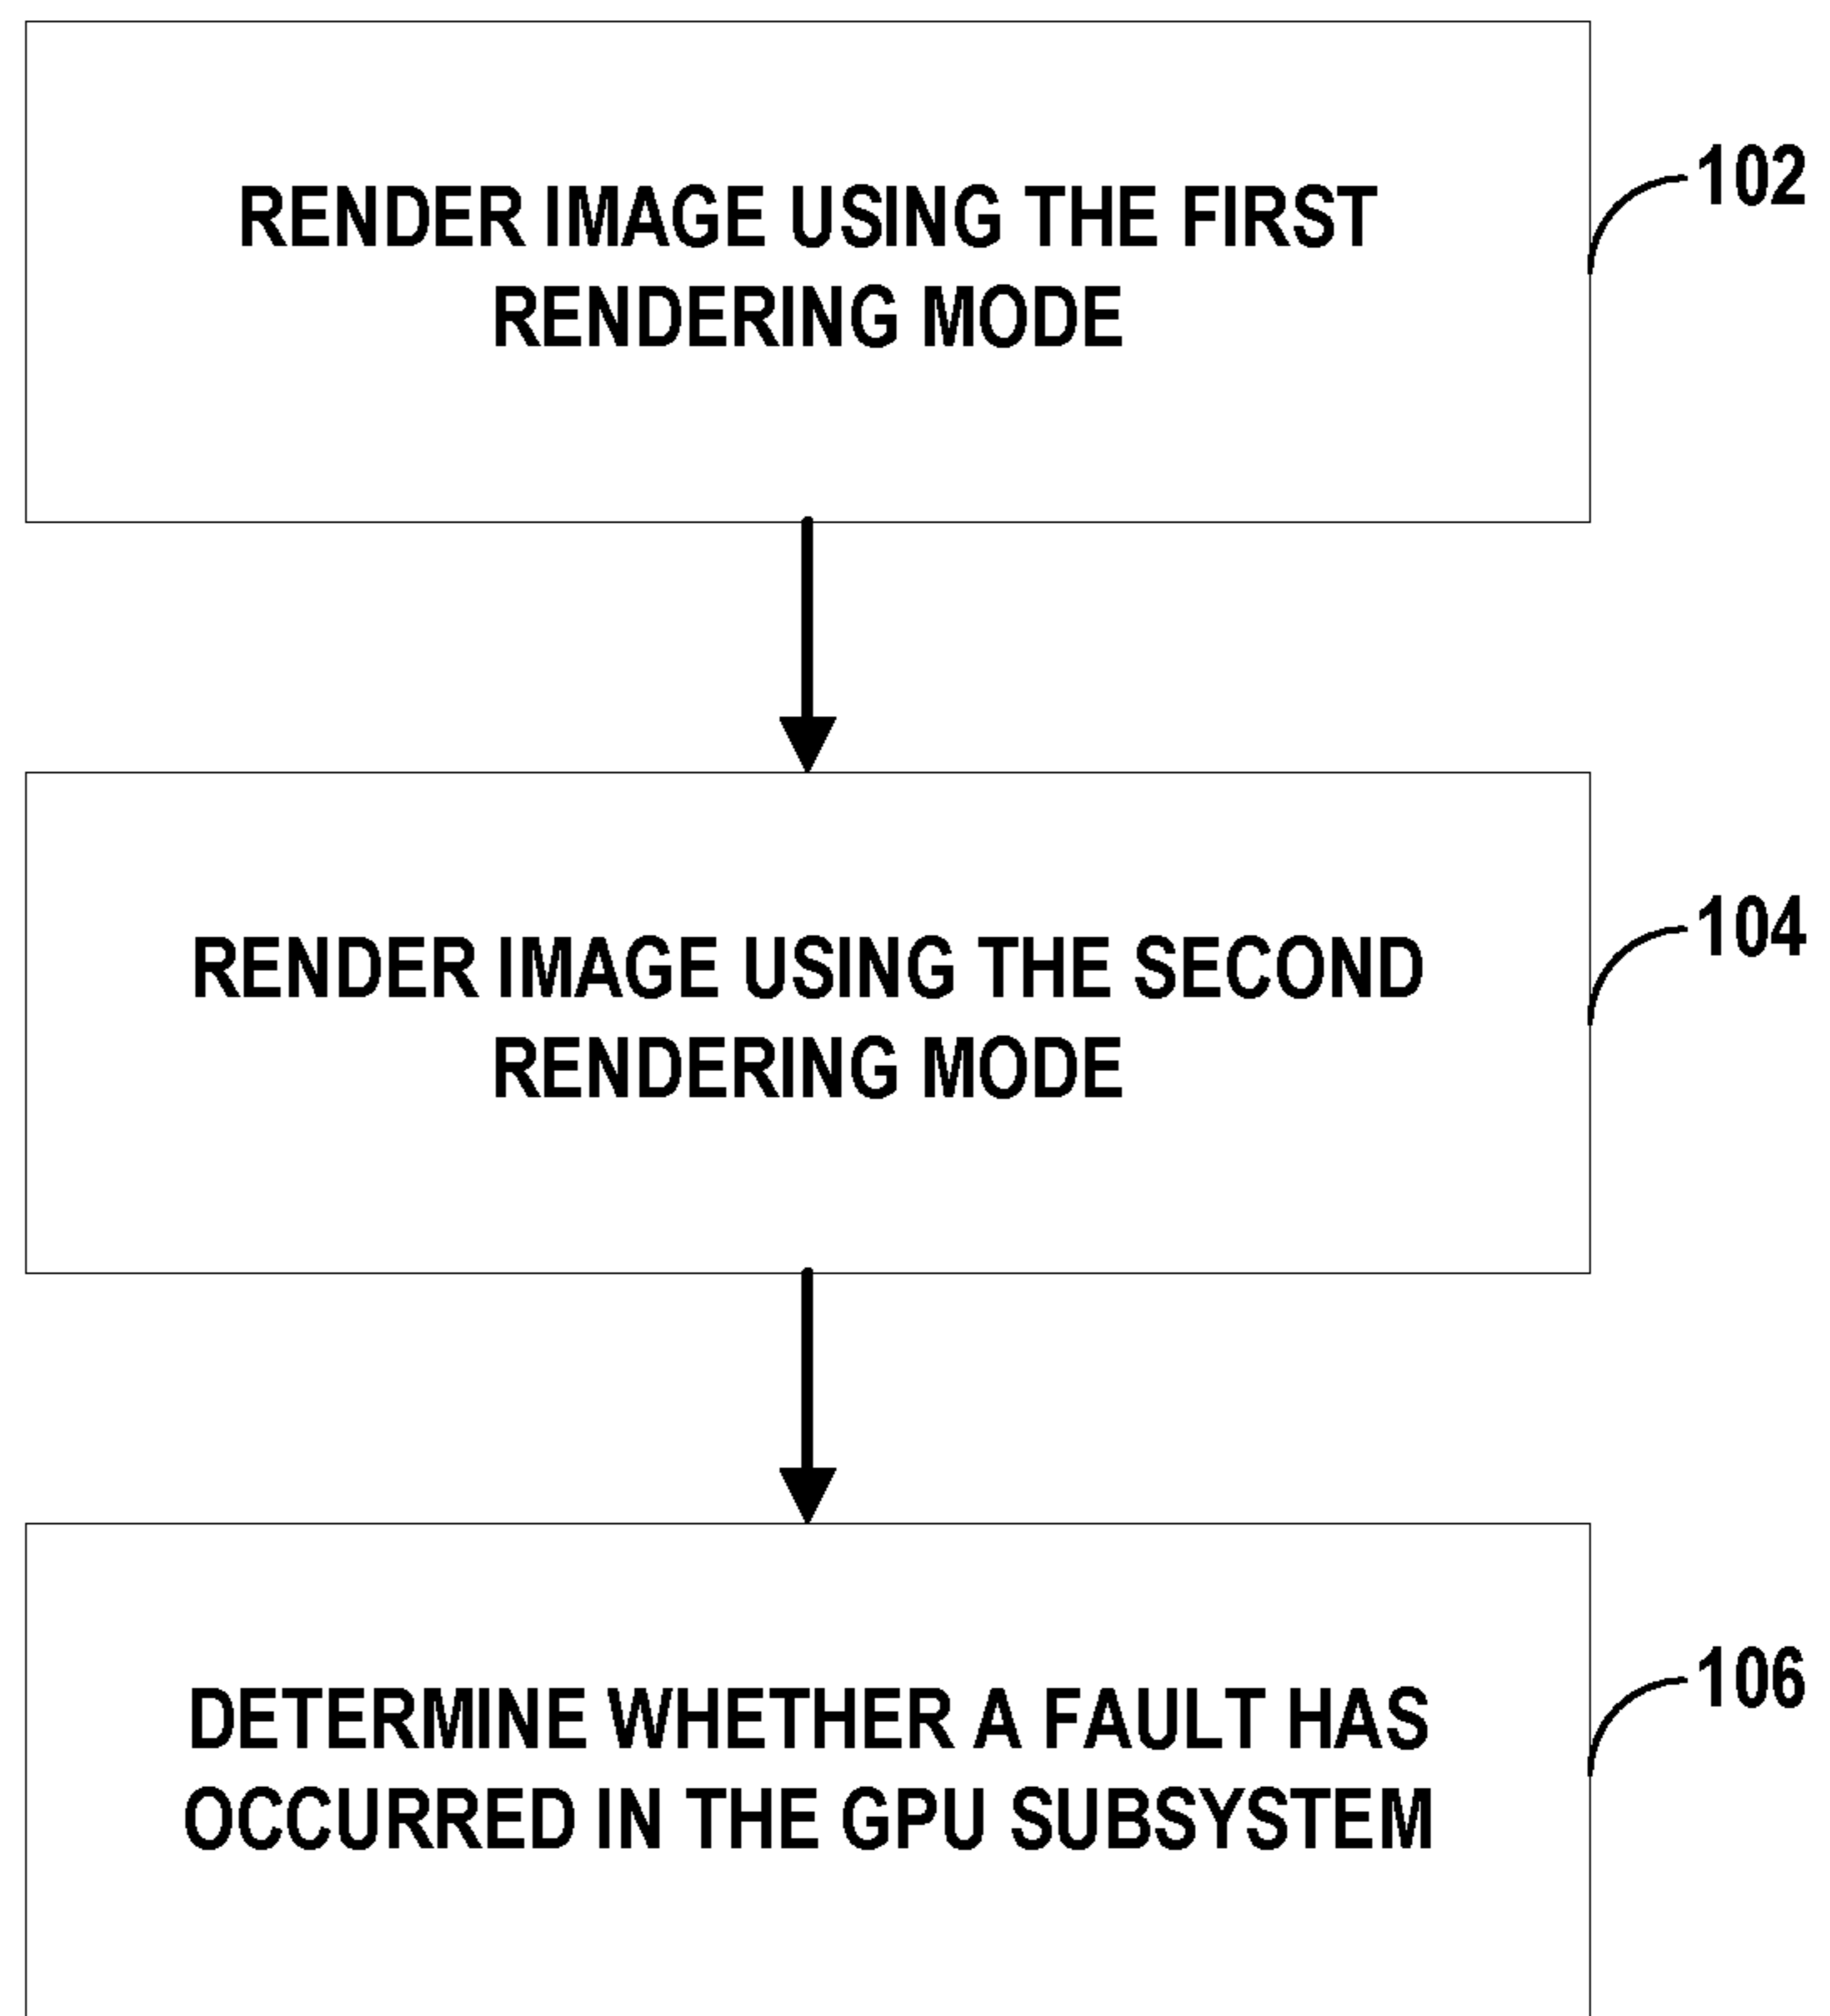 RENDER IMAGE USING THE FIRST
RENDERING MODE
102
RENDER IMAGE USING THE SECOND
RENDERING MODE
104
DETERMINE WHETHER A FAULT HAS
OCCURRED IN THE GPU SUBSYSTEM
106